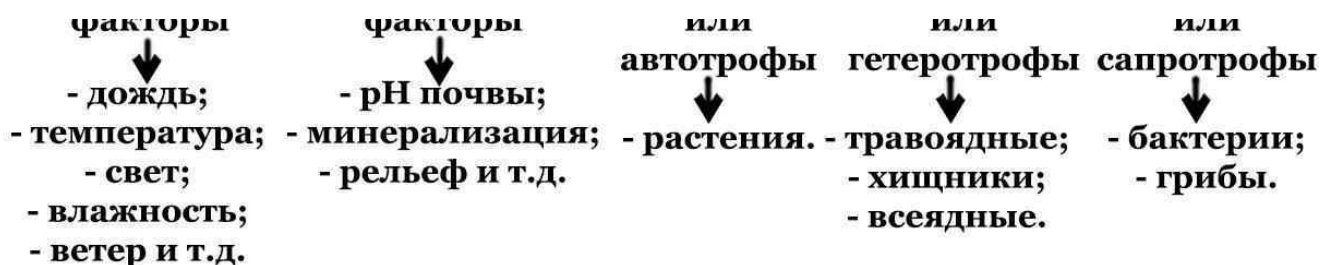 факторы
- дождь;
- температура;
- свет;
- влажность;
- ветер и т.д.
факторы
- pH почвы;
- минерализация;
- рельеф и т.д.
или
автотрофы
- растения.
или
гетеротрофы
- травоядные;
- хищники;
- всеядные.
или
сапротрофы
- бактерии;
- грибы.